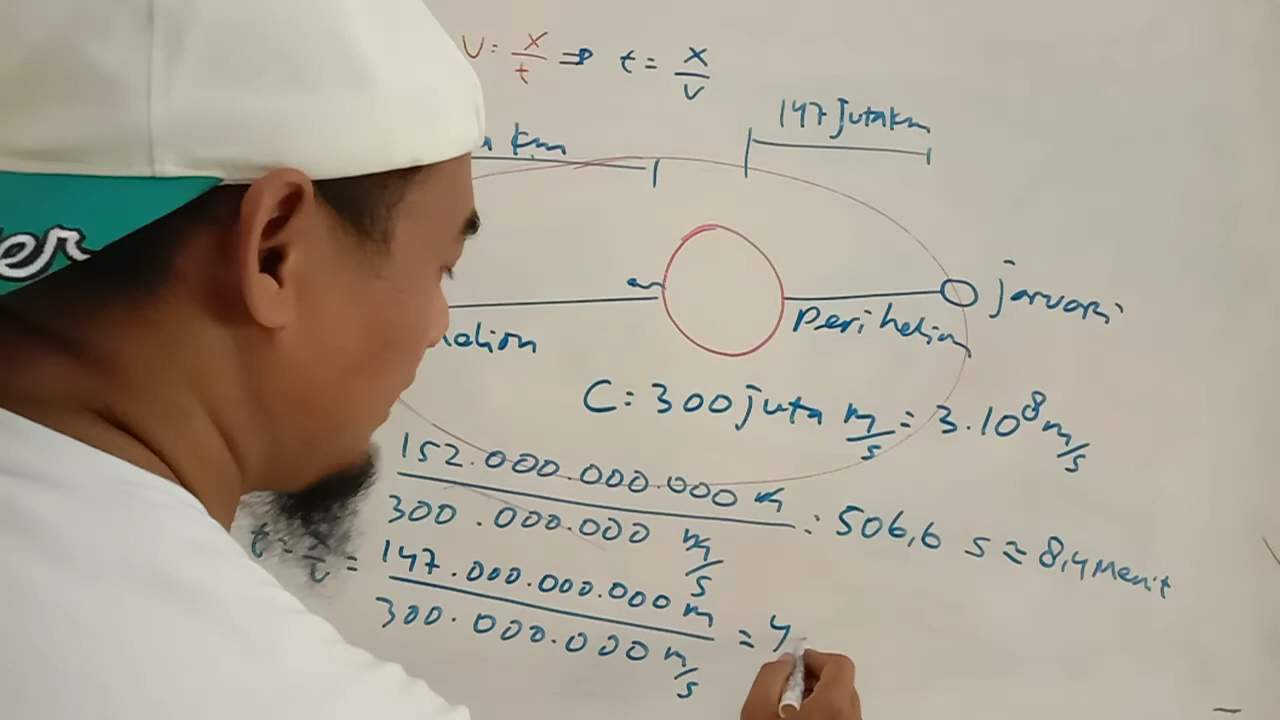 v = x/t ⇒ t = x/v
147 juta km
km
januari
perihelion
helion
C = 300 juta m/s = 3.10⁸ m/s
152.000.000.000 m / 300.000.000 m/s = 506,6 s ≈ 8,4 Menit
t = x/v = 147.000.000.000 m / 300.000.000 m/s = 4
er